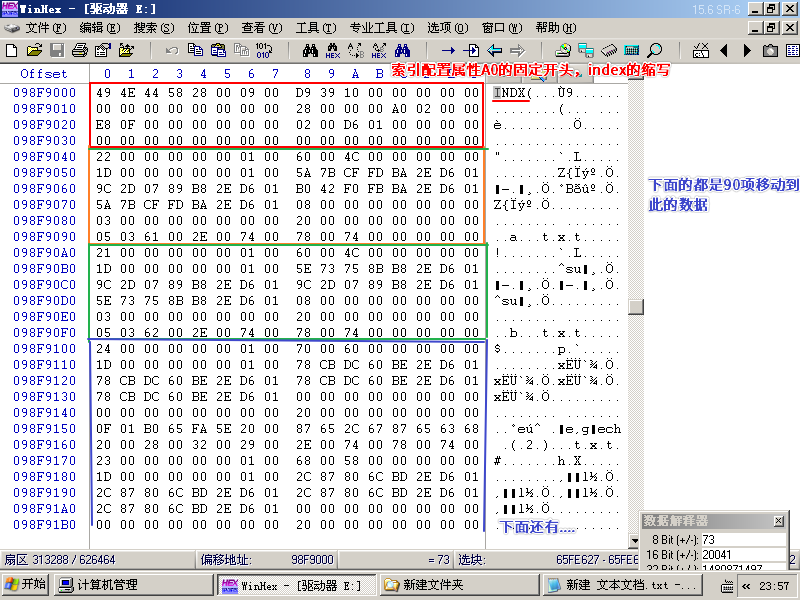 WinHex - [驱动器 E:]
15.6 SR-6
文件(F) 编辑(E) 搜索(S) 位置(P) 查看(V) 工具(T) 专业工具(I) 选项(O) 窗口(W) 帮助(H)
索引配置属性A0的固定开头，index的缩写
Offset 0 1 2 3 4 5 6 7 8 9 A B
098F9000 49 4E 44 58 28 00 09 00 D9 39 10 00 00 00 00 00 INDX(...Ù9......
098F9010 00 00 00 00 00 00 00 00 28 00 00 00 A0 02 00 00 ........(... ...
098F9020 E8 0F 00 00 00 00 00 00 02 00 D6 01 00 00 00 00 è.........Ö.....
098F9030 00 00 00 00 00 00 00 00 00 00 00 00 00 00 00 00 ................
098F9040 22 00 00 00 00 00 01 00 60 00 4C 00 00 00 00 00 ".......`.L.....
098F9050 1D 00 00 00 00 00 01 00 5A 7B CF FD BA 2E D6 01 ........Z{Ïýº.Ö.
098F9060 9C 2D 07 89 B8 2E D6 01 B0 42 F0 FB BA 2E D6 01
098F9070 5A 7B CF FD BA 2E D6 01 08 00 00 00 00 00 00 00 Z{Ïýº.Ö.........
098F9080 03 00 00 00 00 00 00 00 20 00 00 00 00 00 00 00
098F9090 05 03 61 00 2E 00 74 00 78 00 74 00 00 00 00 00 ..a...t.x.t.....
098F90A0 21 00 00 00 00 00 01 00 60 00 4C 00 00 00 00 00 !.......`.L.....
098F90B0 1D 00 00 00 00 00 01 00 5E 73 75 8B B8 2E D6 01
098F90C0 9C 2D 07 89 B8 2E D6 01 9C 2D 07 89 B8 2E D6 01
098F90D0 5E 73 75 8B B8 2E D6 01 08 00 00 00 00 00 00 00
098F90E0 03 00 00 00 00 00 00 00 20 00 00 00 00 00 00 00
098F90F0 05 03 62 00 2E 00 74 00 78 00 74 00 00 00 00 00 ..b...t.x.t.....
098F9100 24 00 00 00 00 00 01 00 70 00 60 00 00 00 00 00 $.......p.`.....
098F9110 1D 00 00 00 00 00 01 00 78 CB DC 60 BE 2E D6 01 ........xËÜ`¾.Ö.
098F9120 78 CB DC 60 BE 2E D6 01 78 CB DC 60 BE 2E D6 01 xËÜ`¾.Ö.xËÜ`¾.Ö.
098F9130 78 CB DC 60 BE 2E D6 01 00 00 00 00 00 00 00 00 xËÜ`¾.Ö.........
098F9140 00 00 00 00 00 00 00 00 20 00 00 00 00 00 00 00
098F9150 0F 01 B0 65 FA 5E 20 00 87 65 2C 67 87 65 63 68
098F9160 20 00 28 00 32 00 29 00 2E 00 74 00 78 00 74 00 .(.2.)...t.x.t.
098F9170 23 00 00 00 00 00 01 00 68 00 58 00 00 00 00 00 #.......h.X.....
098F9180 1D 00 00 00 00 00 01 00 2C 87 80 6C BD 2E D6 01
098F9190 2C 87 80 6C BD 2E D6 01 2C 87 80 6C BD 2E D6 01
098F91A0 2C 87 80 6C BD 2E D6 01 00 00 00 00 00 00 00 00
098F91B0 00 00 00 00 00 00 00 00 20 00 00 00 00 00 00 00
下面的都是90项移动到
此的数据
下面还有....
数据解释器
8 Bit (+/-): 73
16 Bit (+/-): 20041
扇区 313288 / 626464 偏移地址: 98F9000 = 73 选块: 65FE627 - 65FE6
开始 计算机管理 WinHex - [驱动器 E:] 新建文件夹 新建 文本文档.txt -... « 23:57